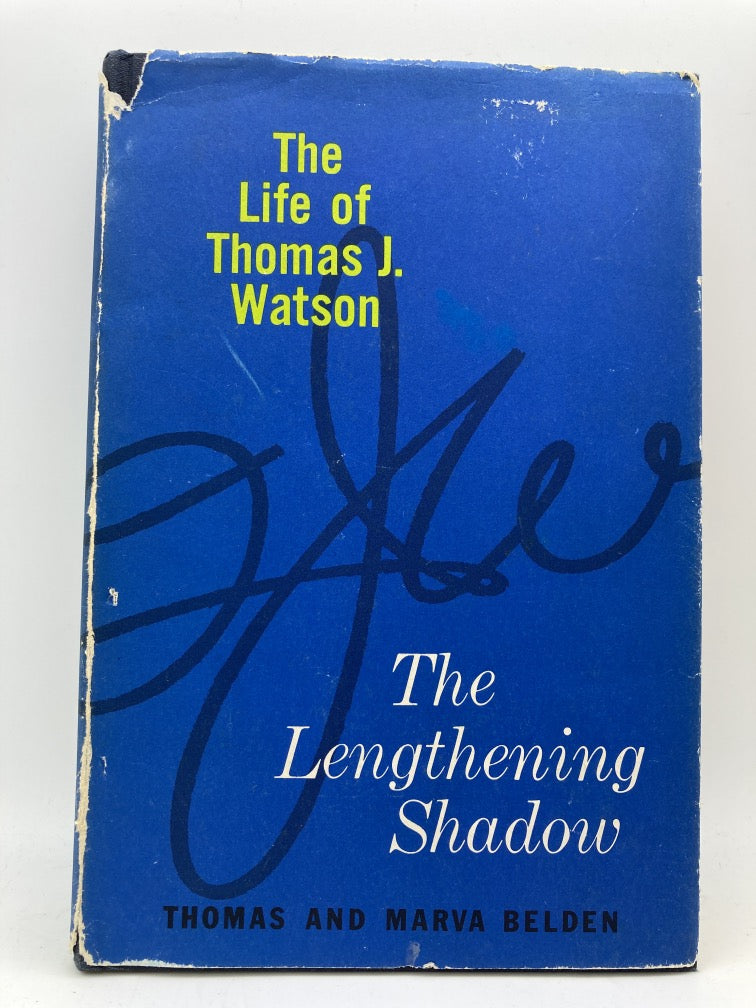 The
Life of
Thomas J.
Watson
The
Lengthening
Shadow
THOMAS AND MARVA BELDEN